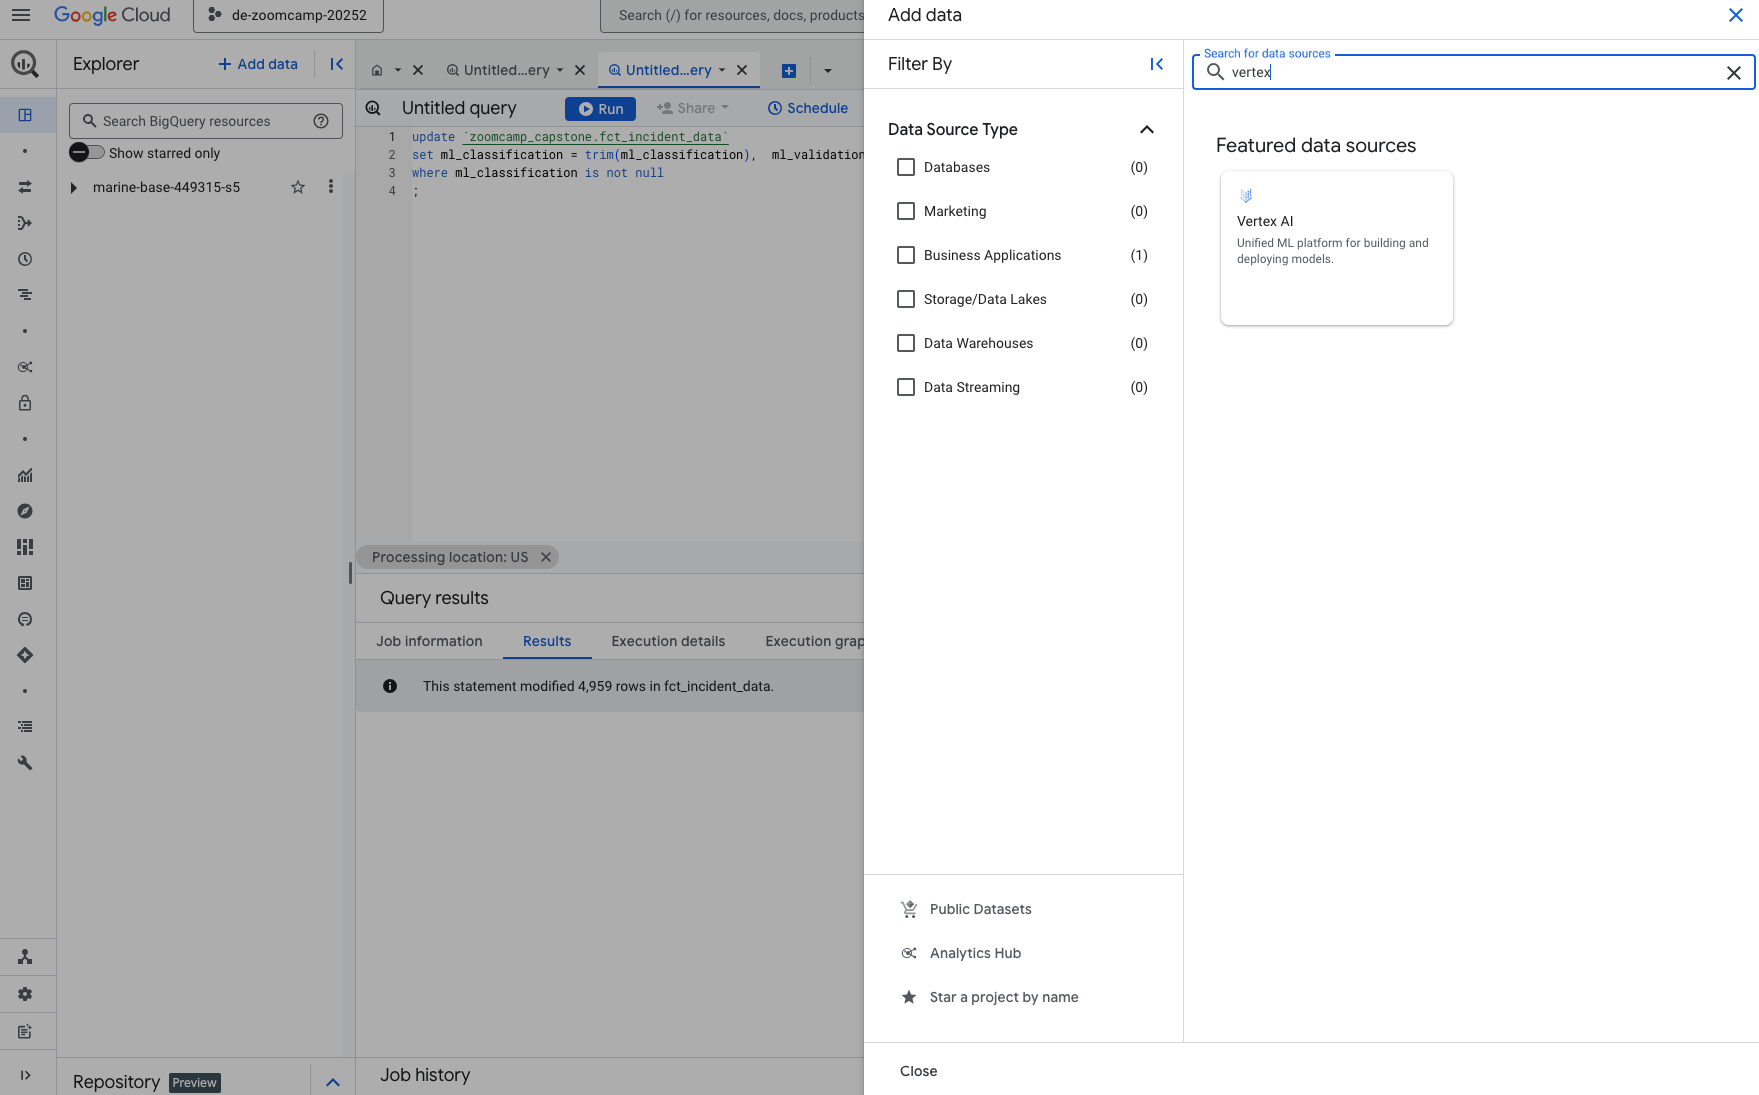 Google Cloud
de-zoomcamp-20252
Search (/) for resources, docs, products
Explorer
+ Add data
Search BigQuery resources
Show starred only
marine-base-449315-s5
Repository
Preview
Untitled...ery
Untitled...ery
Untitled query
Run
Share
Schedule
1 update `zoomcamp_capstone.fct_incident_data`
2 set ml_classification = trim(ml_classification), ml_validation
3 where ml_classification is not null
4 ;
Processing location: US
Query results
Job information
Results
Execution details
Execution grap
This statement modified 4,959 rows in fct_incident_data.
Job history
Add data
Filter By
Data Source Type
Databases (0)
Marketing (0)
Business Applications (1)
Storage/Data Lakes (0)
Data Warehouses (0)
Data Streaming (0)
Public Datasets
Analytics Hub
Star a project by name
Close
Search for data sources
vertex
Featured data sources
Vertex AI
Unified ML platform for building and
deploying models.